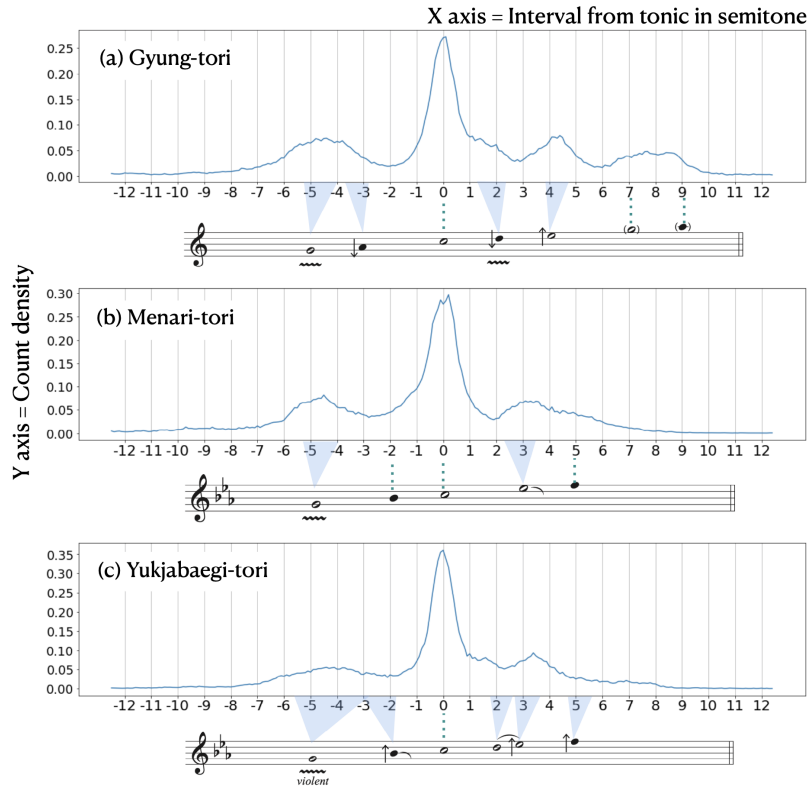 X axis = Interval from tonic in semitone
Y axis = Count density
(a) Gyung-tori
0.25
0.20
0.15
0.10
0.05
0.00
-12 -11 -10 -9 -8 -7 -6 -5 -4 -3 -2 -1 0 1 2 3 4 5 6 7 8 9 10 11 12
(b) Menari-tori
0.30
0.25
0.20
0.15
0.10
0.05
0.00
-12 -11 -10 -9 -8 -7 -6 -5 -4 -3 -2 -1 0 1 2 3 4 5 6 7 8 9 10 11 12
(c) Yukjabaegi-tori
0.35
0.30
0.25
0.20
0.15
0.10
0.05
0.00
-12 -11 -10 -9 -8 -7 -6 -5 -4 -3 -2 -1 0 1 2 3 4 5 6 7 8 9 10 11 12
violent